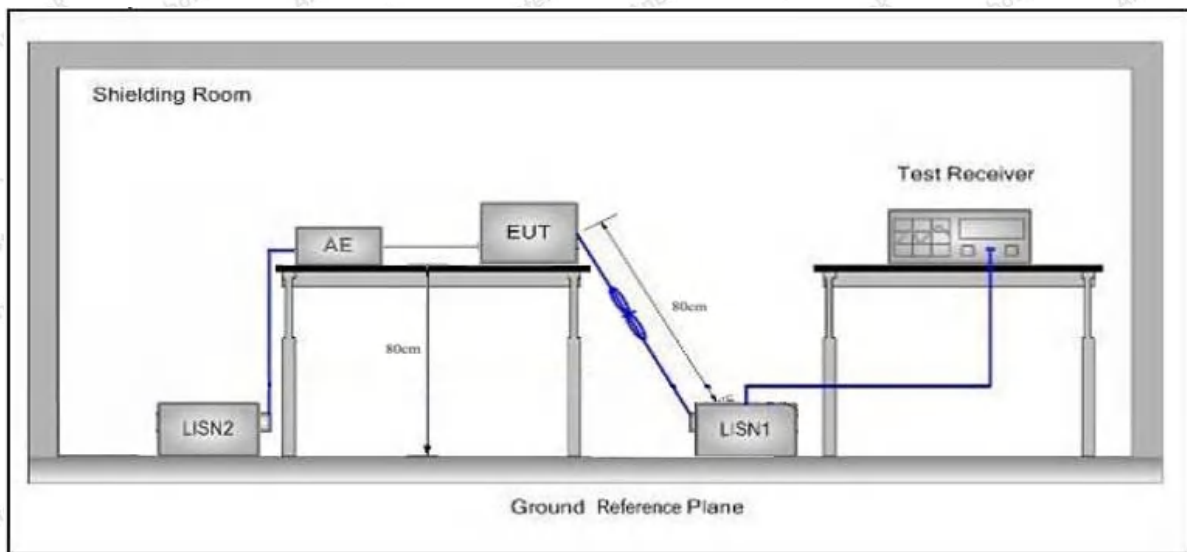 Shielding Room
Test Receiver
AE
EUT
80cm
80cm
LISN2
LISN1
Ground Reference Plane